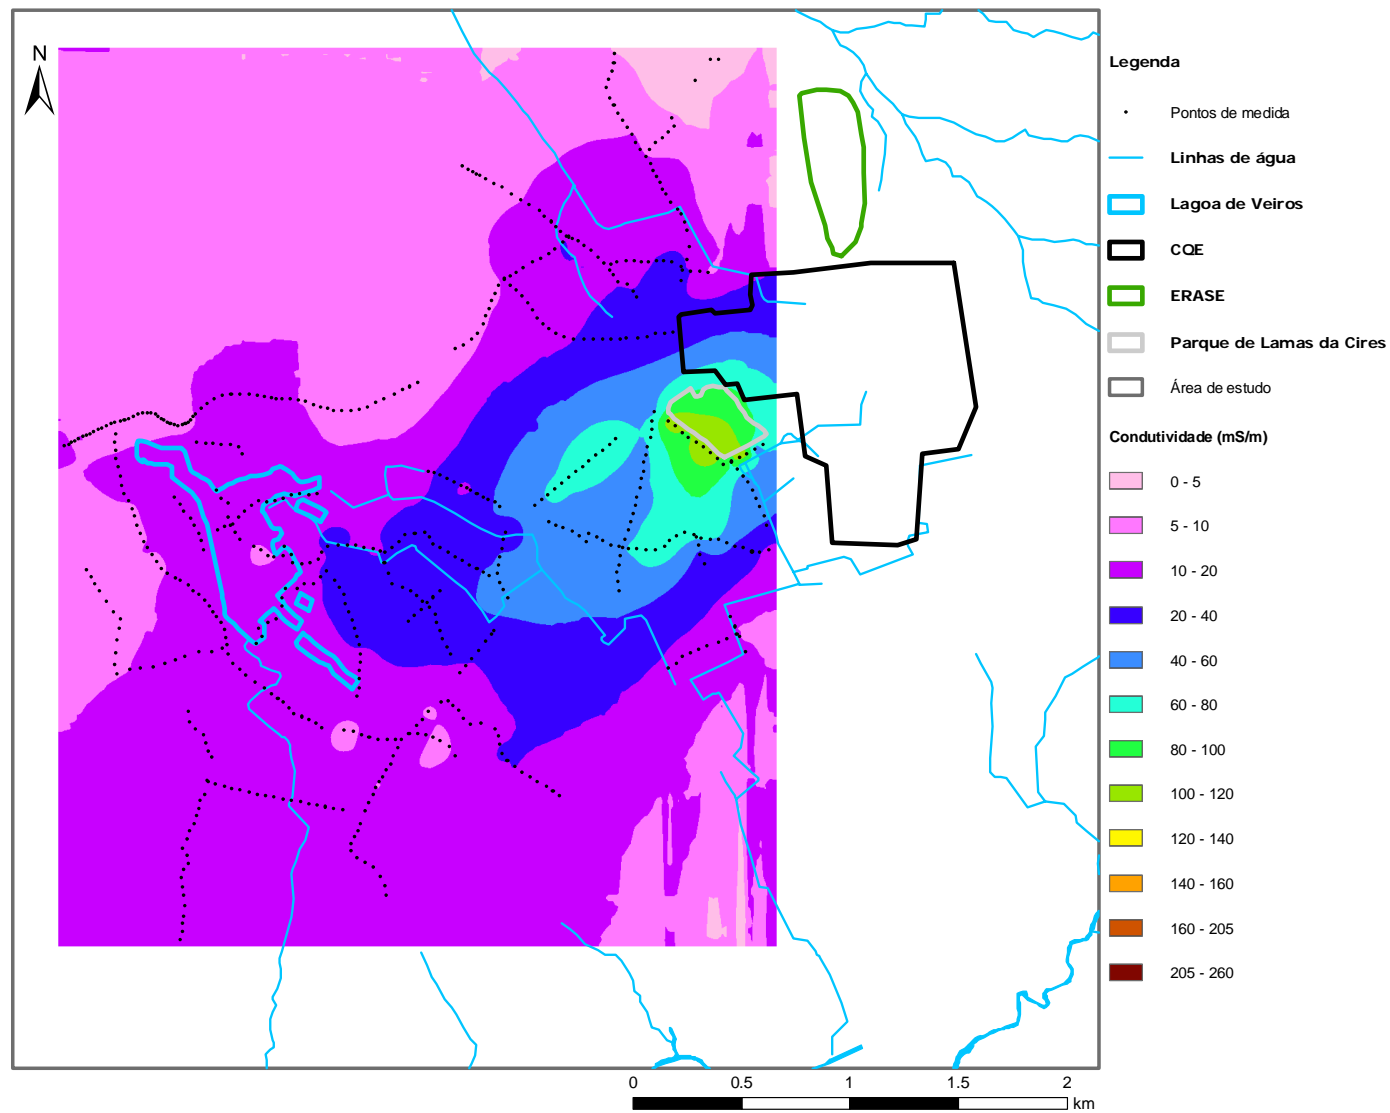 N
Legenda
Pontos de medida
Linhas de água
Lagoa de Veiros
CQE
ERASE
Parque de Lamas da Cires
Área de estudo
Condutividade (mS/m)
0 - 5
5 - 10
10 - 20
20 - 40
40 - 60
60 - 80
80 - 100
100 - 120
120 - 140
140 - 160
160 - 205
205 - 260
0 0.5 1 1.5 2
km